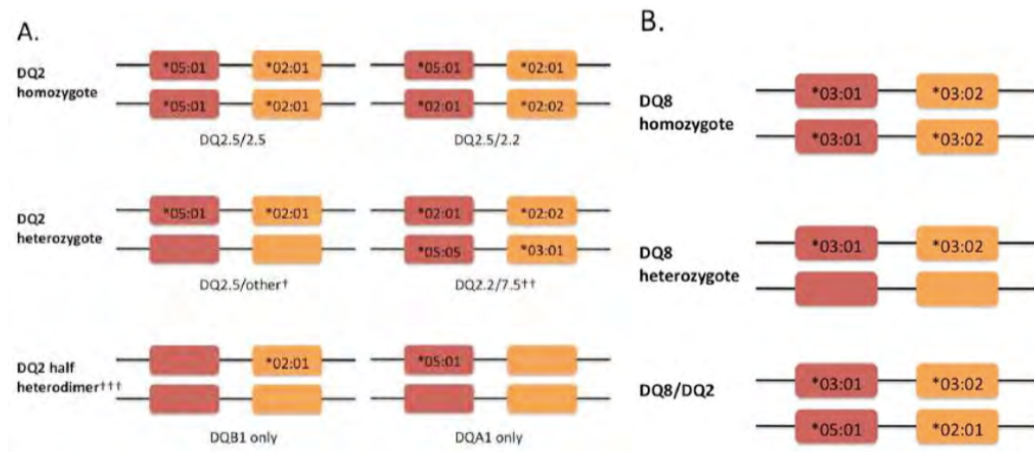 A.
DQ2
homozygote
*05:01 *02:01
*05:01 *02:01
DQ2.5/2.5
*05:01 *02:01
*02:01 *02:02
DQ2.5/2.2
DQ2
heterozygote
*05:01 *02:01
DQ2.5/other†
*02:01 *02:02
*05:05 *03:01
DQ2.2/7.5††
DQ2 half
heterodimer†††
*02:01
DQB1 only
*05:01
DQA1 only
B.
DQ8
homozygote
*03:01 *03:02
*03:01 *03:02
DQ8
heterozygote
*03:01 *03:02
DQ8/DQ2
*03:01 *03:02
*05:01 *02:01